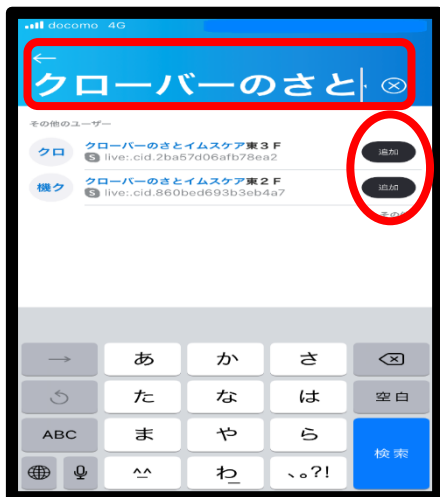 docomo 4G
クローバーのさと
その他のユーザー
クロ
クローバーのさとイムスケア東3F
live:.cid.2ba57d06afb78ea2
追加
機ク
クローバーのさとイムスケア東2F
live:.cid.860bed693b3eb4a7
追加
→ あ か さ
た な は 空白
ABC ま や ら 検索
^^ わ_ 、。?!